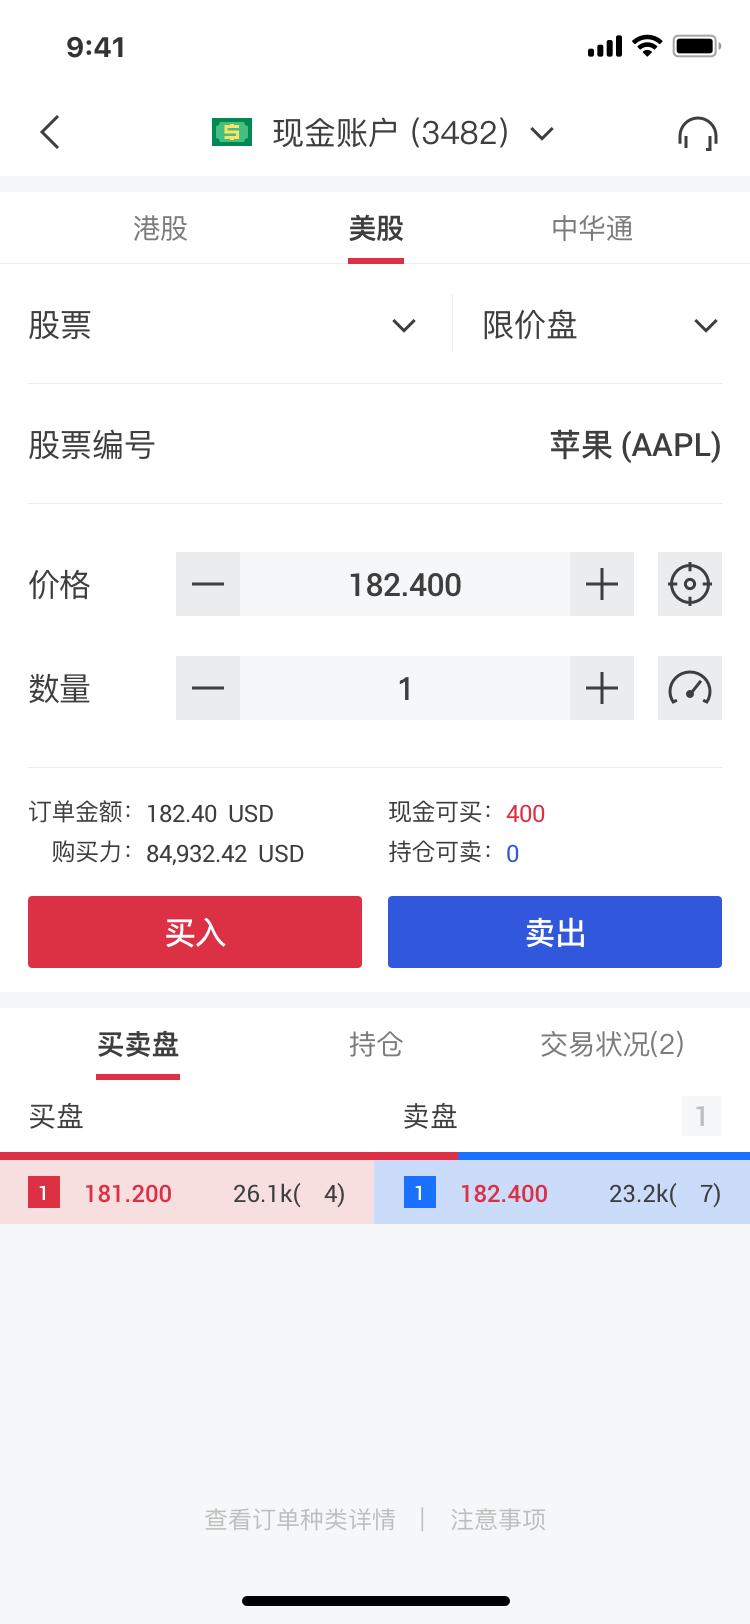 9:41
现金账户 (3482)
港股 美股 中华通
股票 限价盘
股票编号 苹果 (AAPL)
价格 182.400
数量 1
订单金额: 182.40 USD 现金可买: 400
购买力: 84,932.42 USD 持仓可卖: 0
买入 卖出
买卖盘 持仓 交易状况(2)
买盘 卖盘 1
1 181.200 26.1k( 4) 1 182.400 23.2k( 7)
查看订单种类详情 | 注意事项